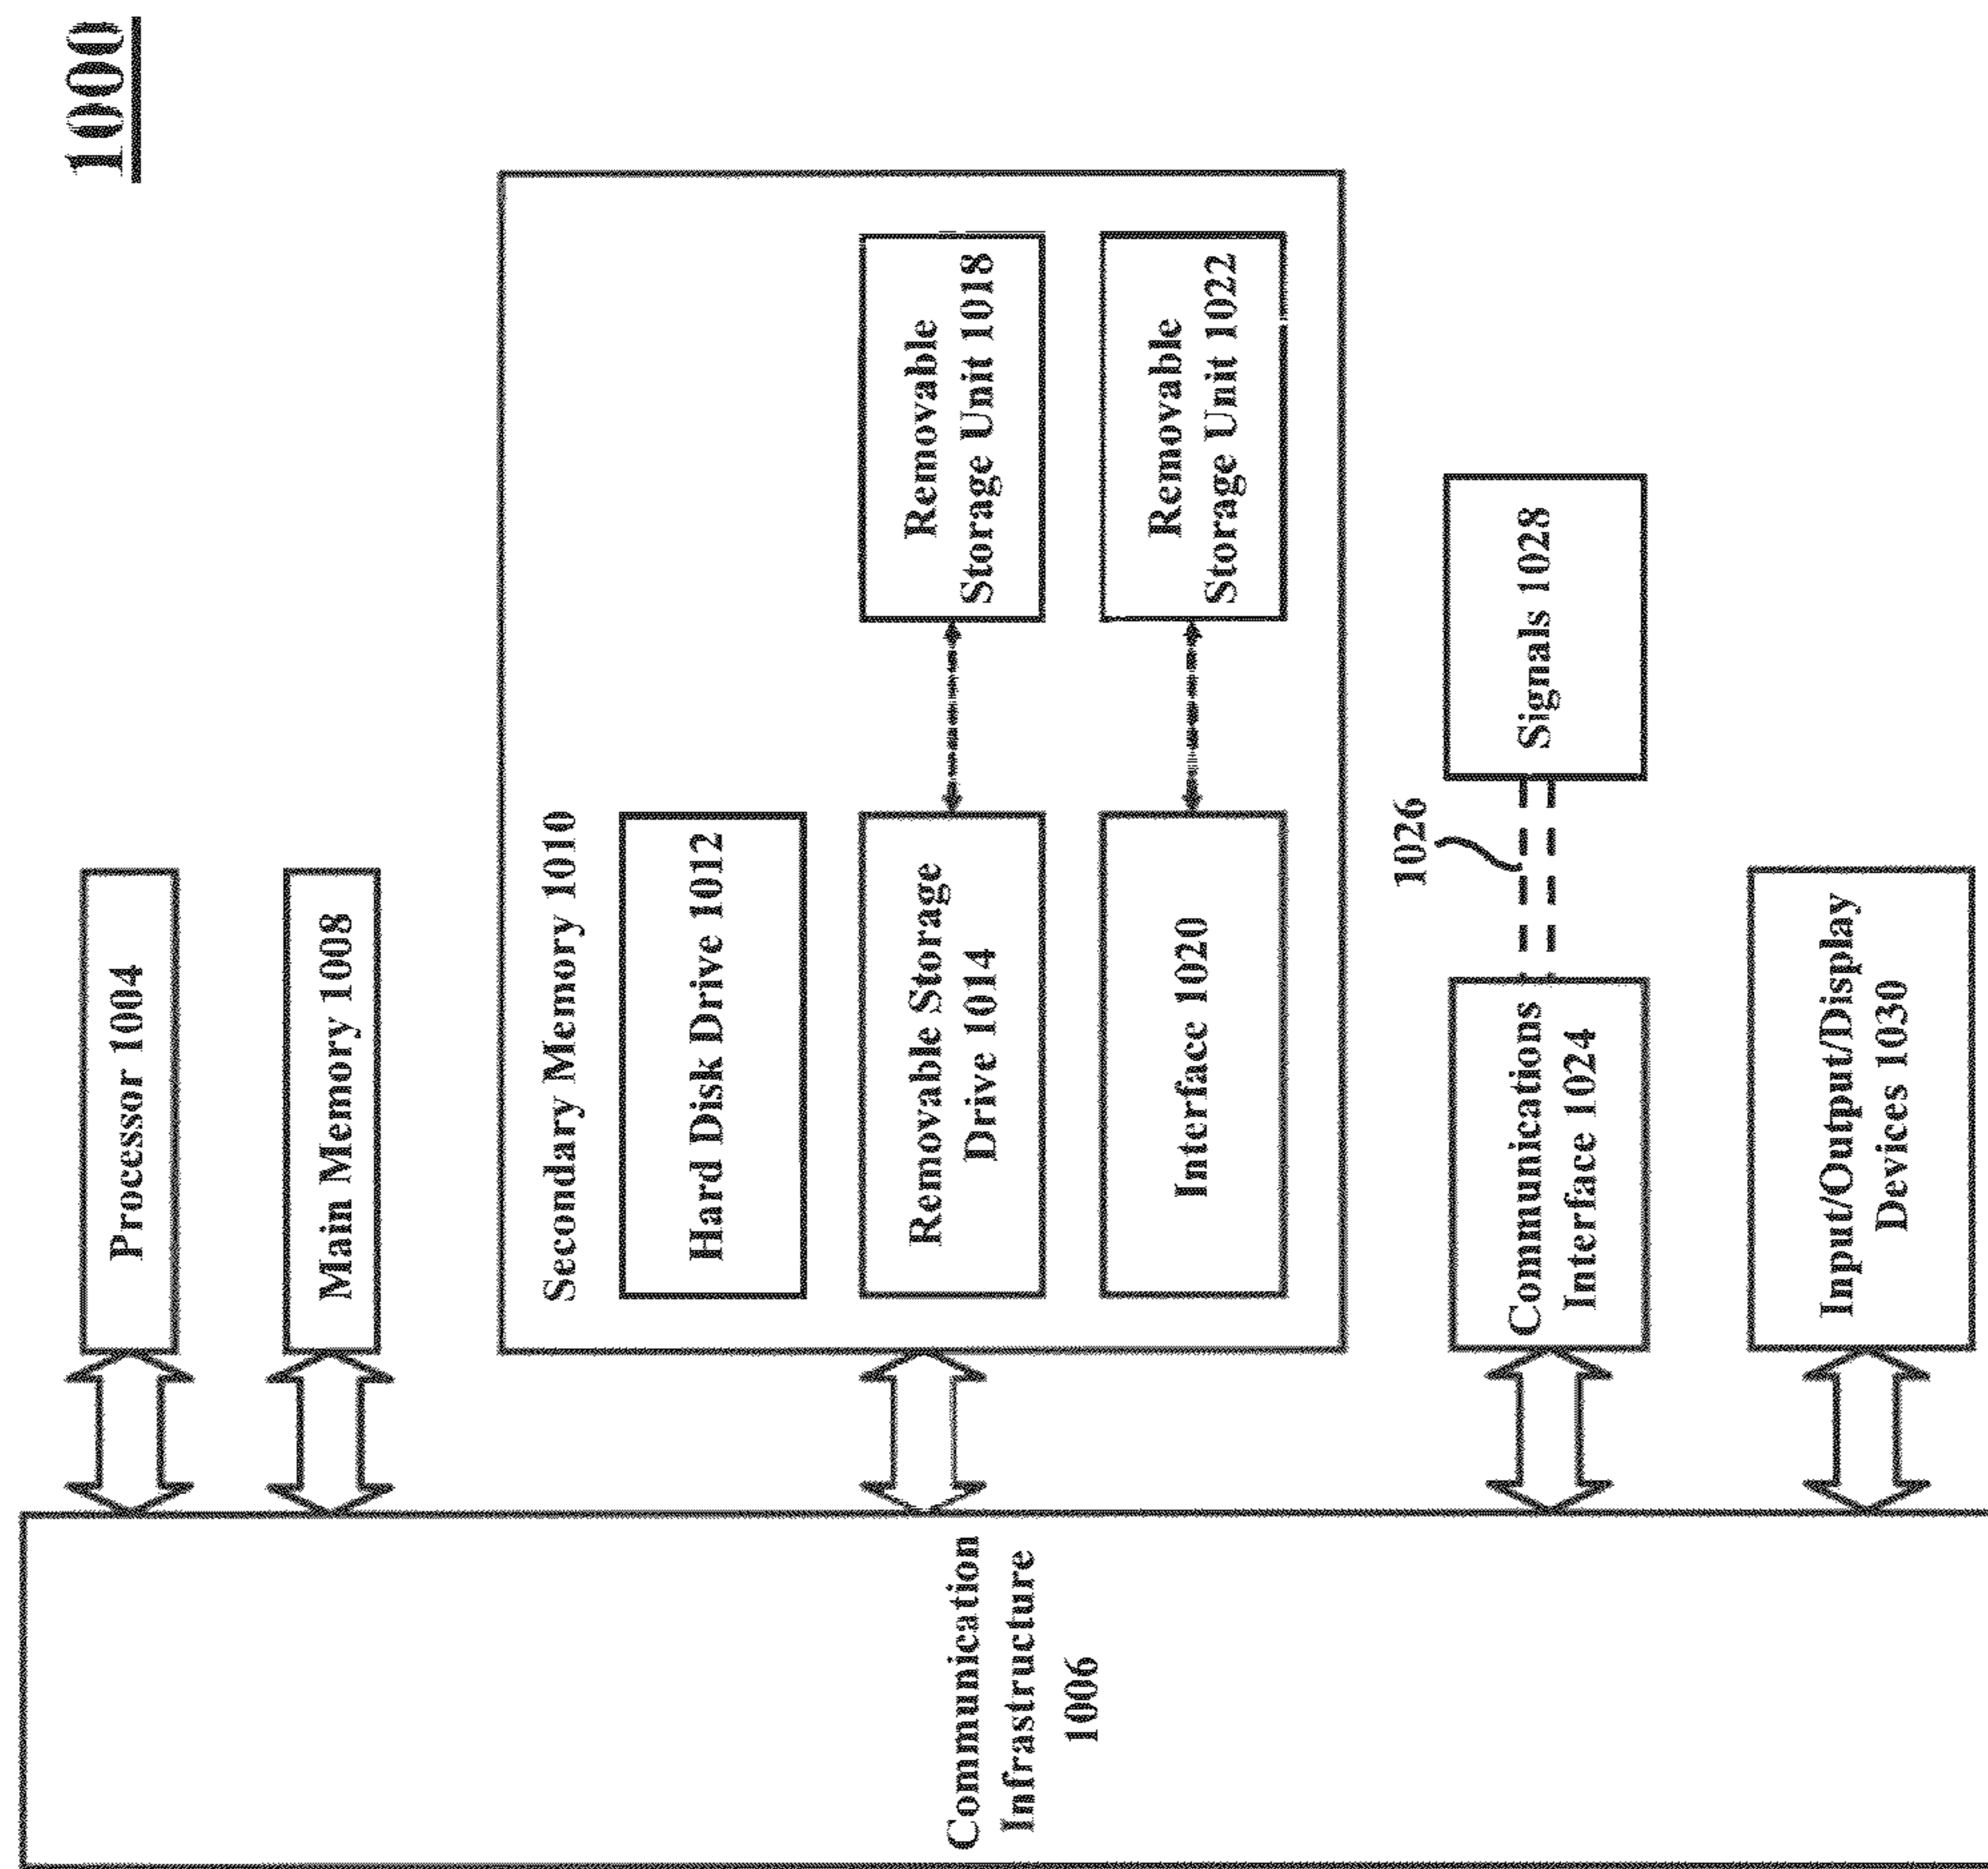 1000
Processor 1004
Main Memory 1008
Secondary Memory 1010
Hard Disk Drive 1012
Removable Storage
Drive 1014
Removable
Storage Unit 1018
Interface 1020
Removable
Storage Unit 1022
Communication
Infrastructure
1006
1026
Communications
Interface 1024
Signals 1028
Input/Output/Display
Devices 1030